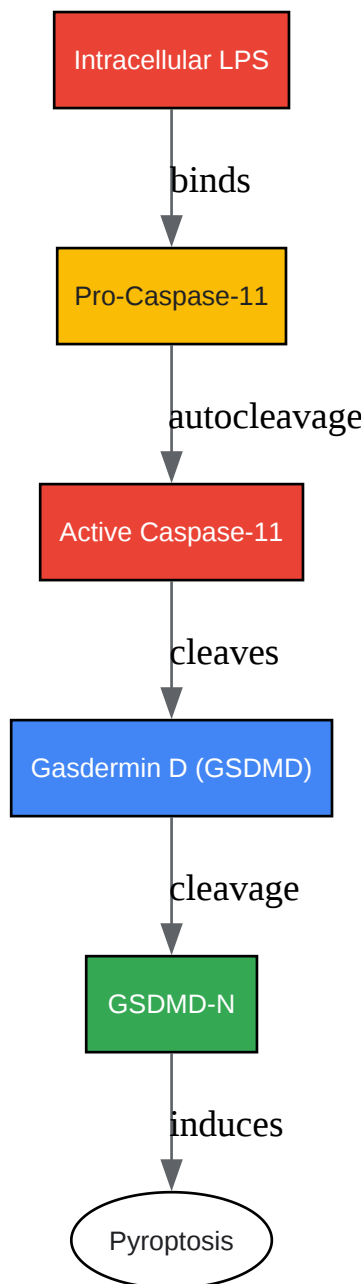 Intracellular LPS
binds
Pro-Caspase-11
autocleavage
Active Caspase-11
cleaves
Gasdermin D (GSDMD)
cleavage
GSDMD-N
induces
Pyroptosis